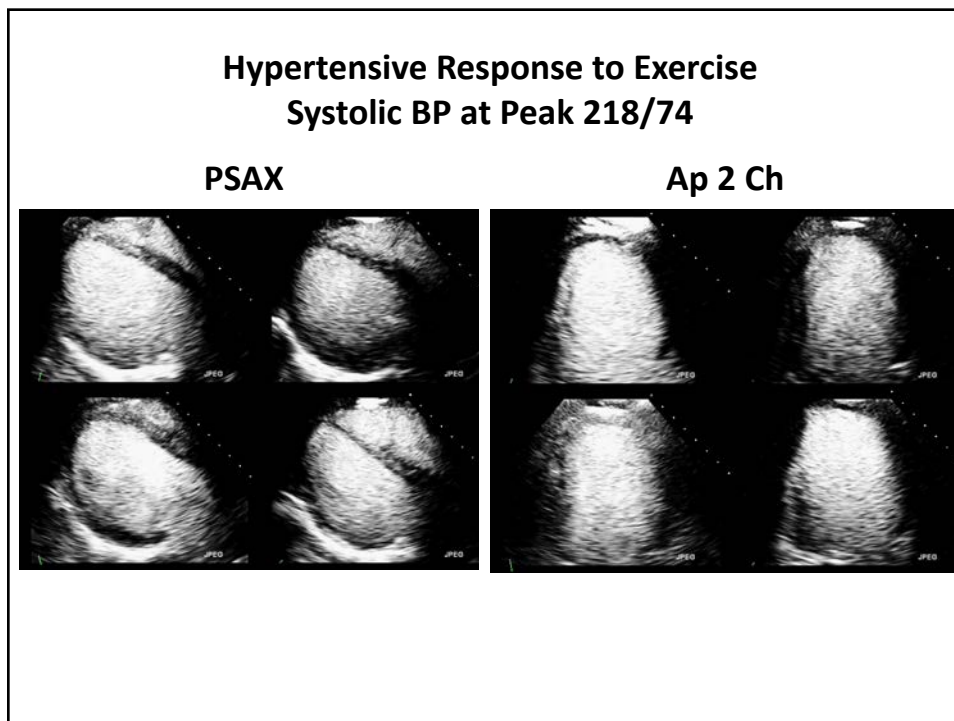 Hypertensive Response to Exercise
Systolic BP at Peak 218/74
PSAX
Ap 2 Ch
JPEG
JPEG
JPEG
JPEG
JPEG
JPEG
JPEG
JPEG